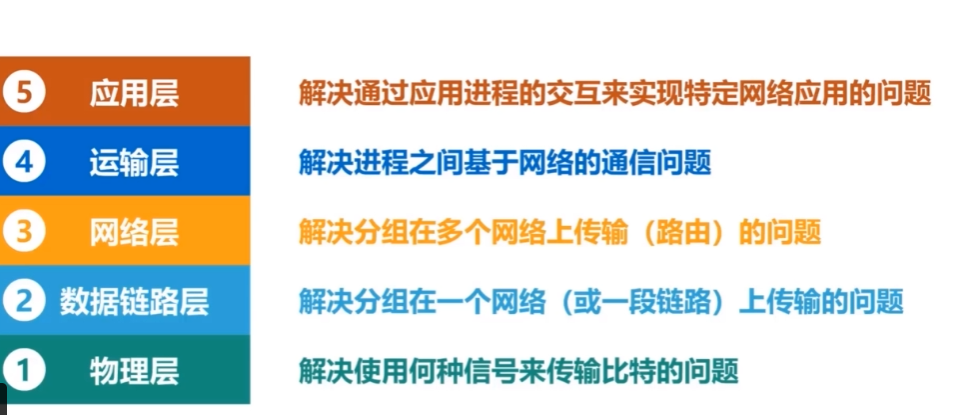 5 应用层 解决通过应用进程的交互来实现特定网络应用的问题
4 运输层 解决进程之间基于网络的通信问题
3 网络层 解决分组在多个网络上传输（路由）的问题
2 数据链路层 解决分组在一个网络（或一段链路）上传输的问题
1 物理层 解决使用何种信号来传输比特的问题